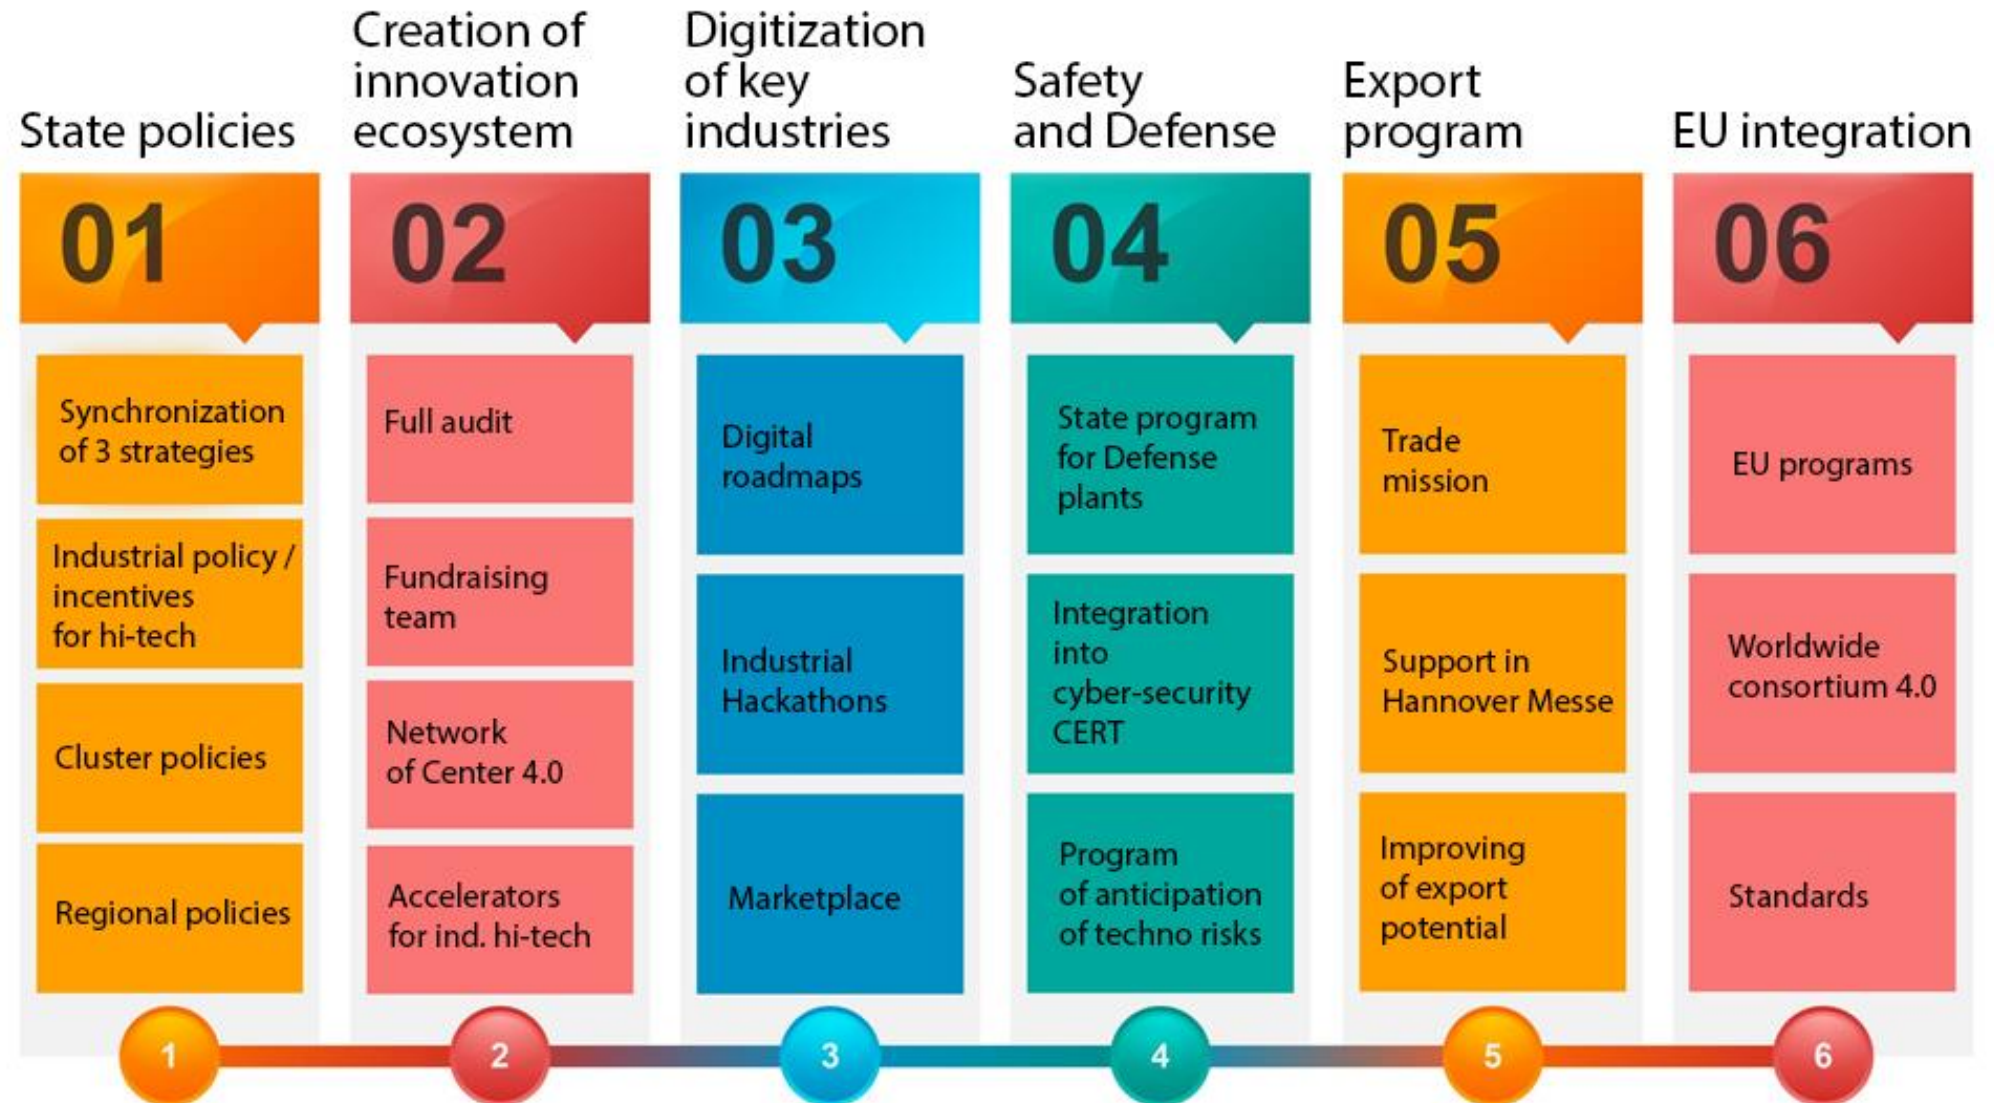 State policies
01
Synchronization
of 3 strategies
Industrial policy /
incentives
for hi-tech
Cluster policies
Regional policies
1
Creation of
innovation
ecosystem
02
Full audit
Fundraising
team
Network
of Center 4.0
Accelerators
for ind. hi-tech
2
Digitization
of key
industries
03
Digital
roadmaps
Industrial
Hackathons
Marketplace
3
Safety
and Defense
04
State program
for Defense
plants
Integration
into
cyber-security
CERT
Program
of anticipation
of techno risks
4
Export
program
05
Trade
mission
Support in
Hannover Messe
Improving
of export
potential
5
EU integration
06
EU programs
Worldwide
consortium 4.0
Standards
6